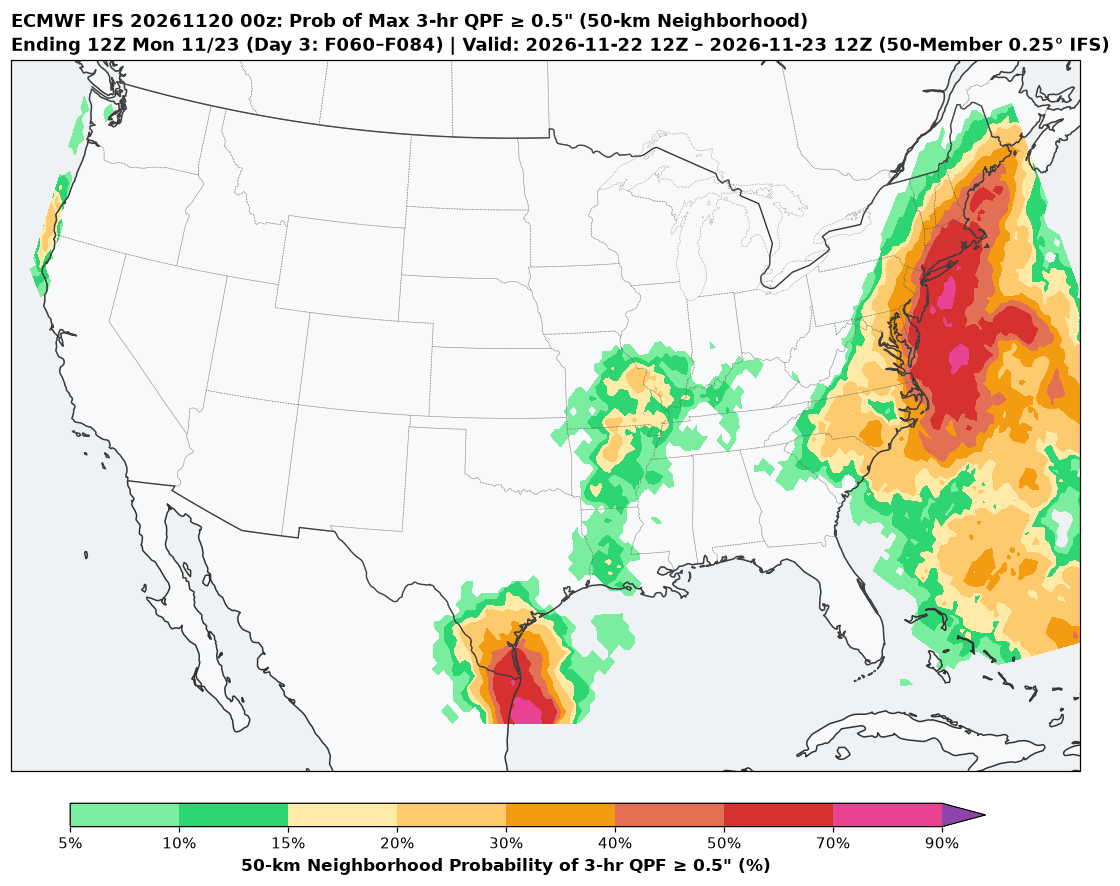 ECMWF IFS 20261120 00z: Prob of Max 3-hr QPF ≥ 0.5" (50-km Neighborhood)
Ending 12Z Mon 11/23 (Day 3: F060–F084) | Valid: 2026-11-22 12Z – 2026-11-23 12Z (50-Member 0.25° IFS)
5% 10% 15% 20% 30% 40% 50% 70% 90%
50-km Neighborhood Probability of 3-hr QPF ≥ 0.5" (%)